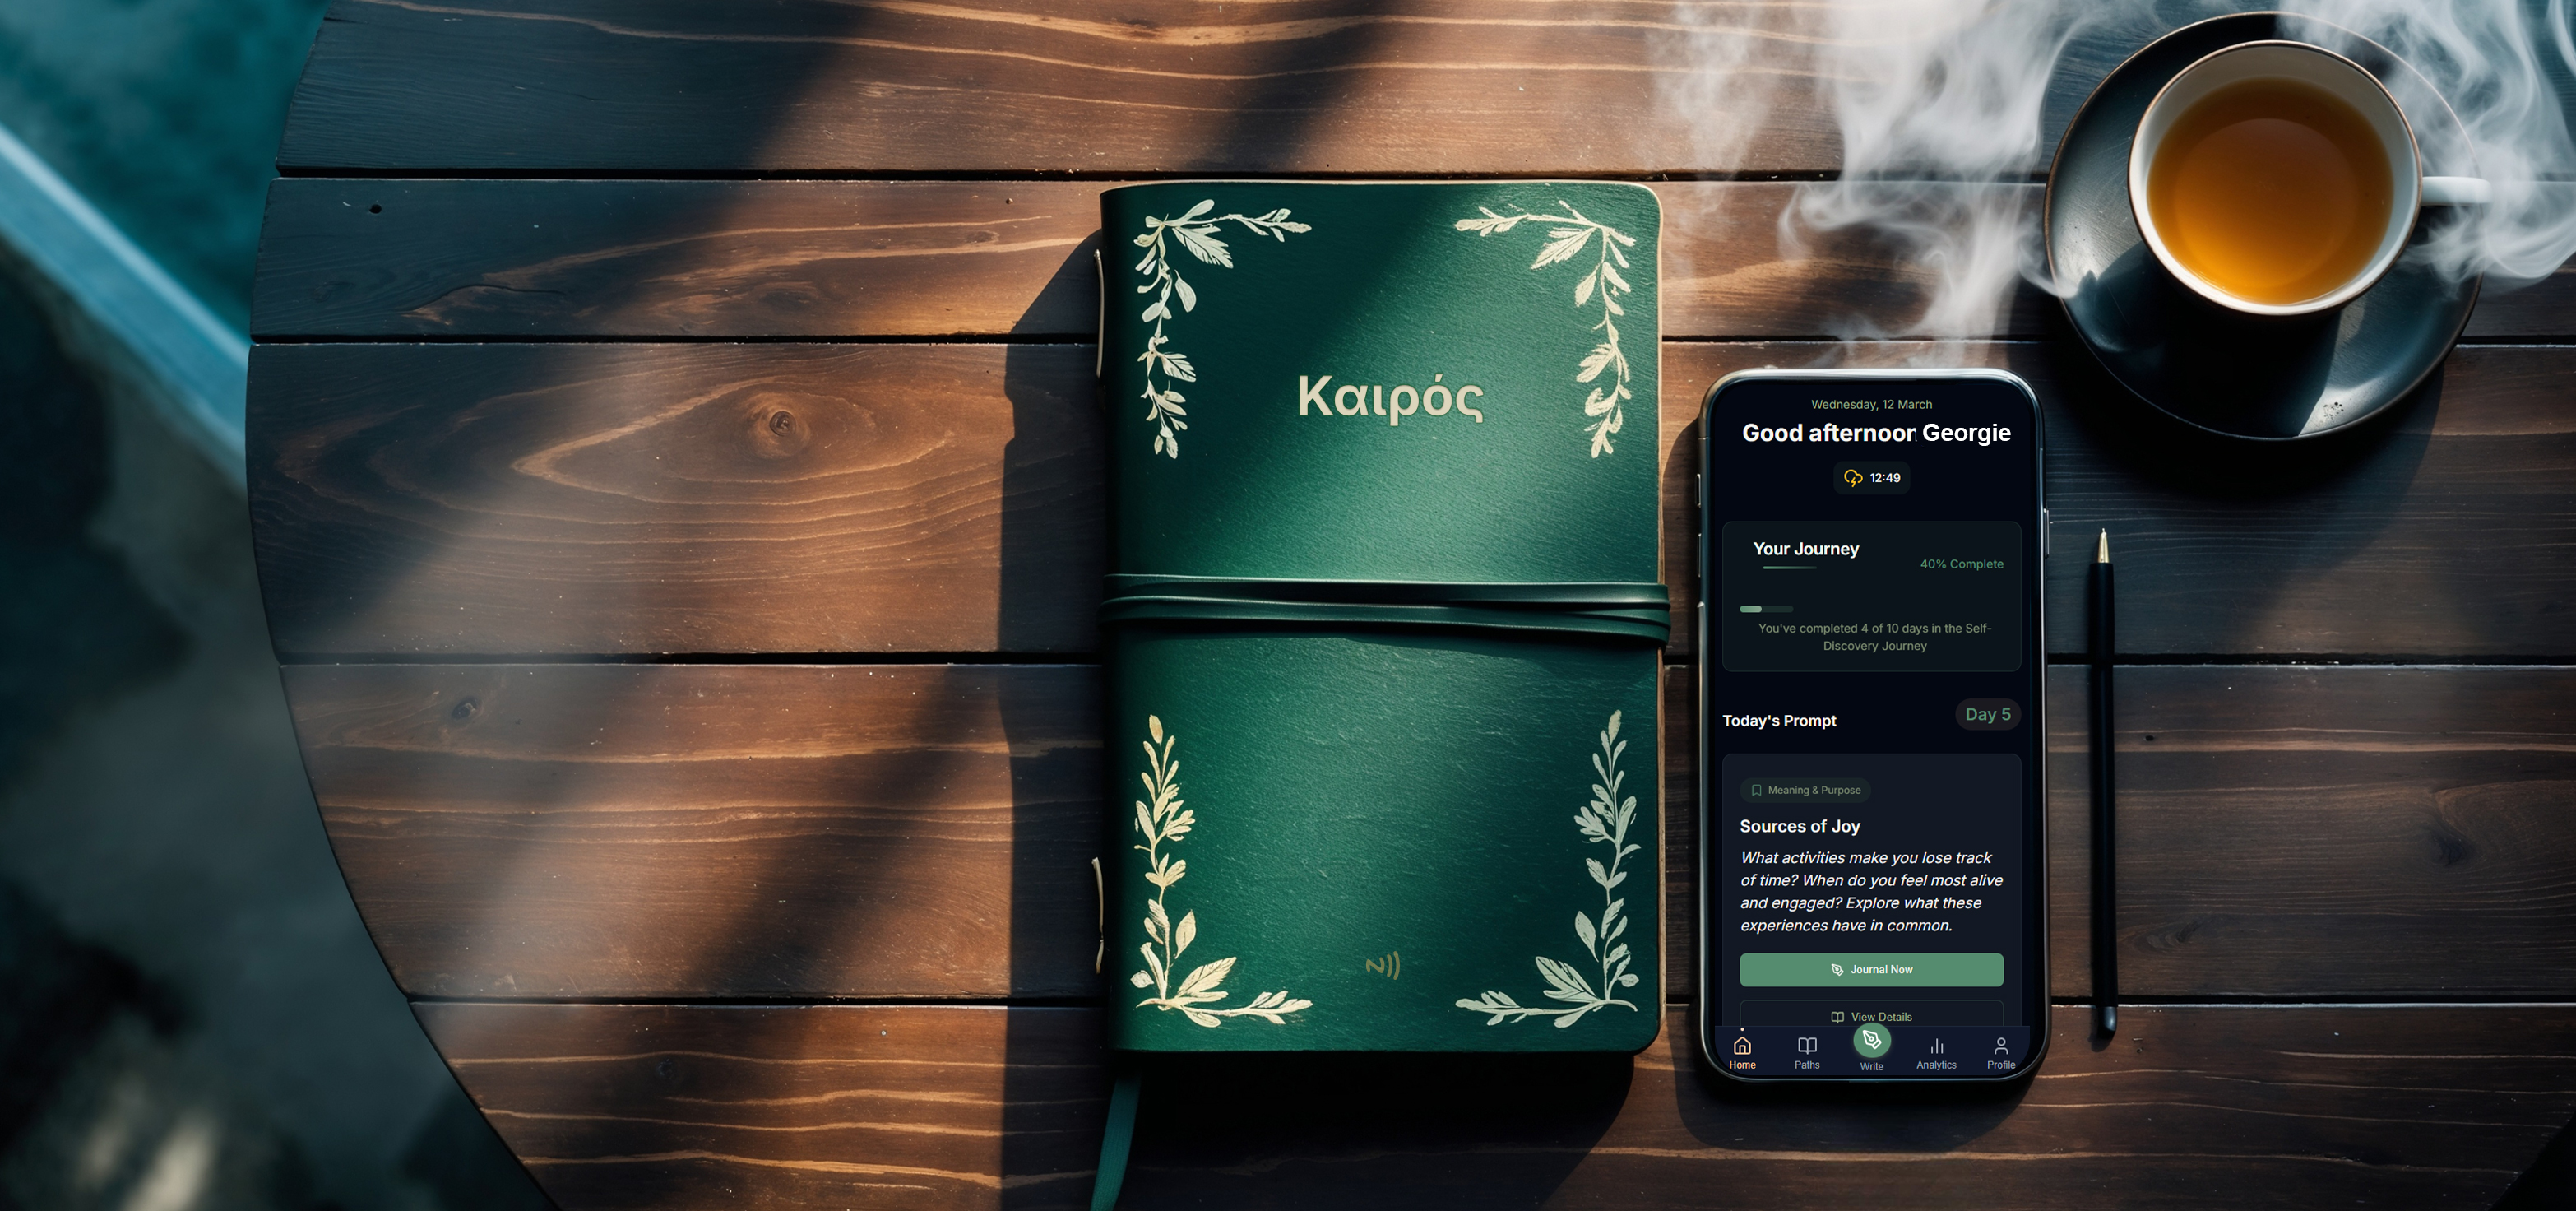 Καιρός
Wednesday, 12 March
Good afternoor Georgie
12:49
Your Journey
40% Complete
You've completed 4 of 10 days in the Self-
Discovery Journey
Today's Prompt
Day 5
Meaning & Purpose
Sources of Joy
What activities make you lose track
of time? When do you feel most alive
and engaged? Explore what these
experiences have in common.
Journal Now
View Details
Home
Paths
Write
Analytics
Profile